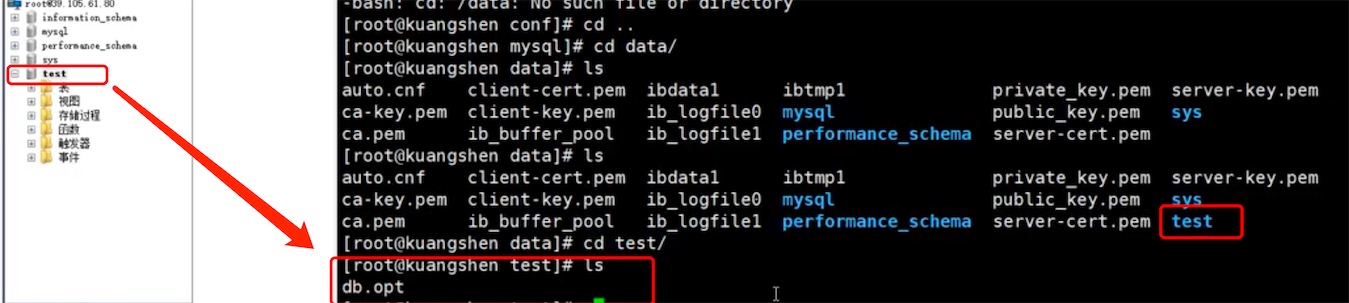 root@39.105.61.80
information_schema
mysql
performance_schema
sys
test
表
视图
存储过程
函数
触发器
事件
-bash: cd: /data: No such file or directory
[root@kuangshen conf]# cd ..
[root@kuangshen mysql]# cd data/
[root@kuangshen data]# ls
auto.cnf client-cert.pem ibdata1 ibtmp1 private_key.pem server-key.pem
ca-key.pem client-key.pem ib_logfile0 mysql public_key.pem sys
ca.pem ib_buffer_pool ib_logfile1 performance_schema server-cert.pem
[root@kuangshen data]# ls
auto.cnf client-cert.pem ibdata1 ibtmp1 private_key.pem server-key.pem
ca-key.pem client-key.pem ib_logfile0 mysql public_key.pem sys
ca.pem ib_buffer_pool ib_logfile1 performance_schema server-cert.pem test
[root@kuangshen data]# cd test/
[root@kuangshen test]# ls
db.opt